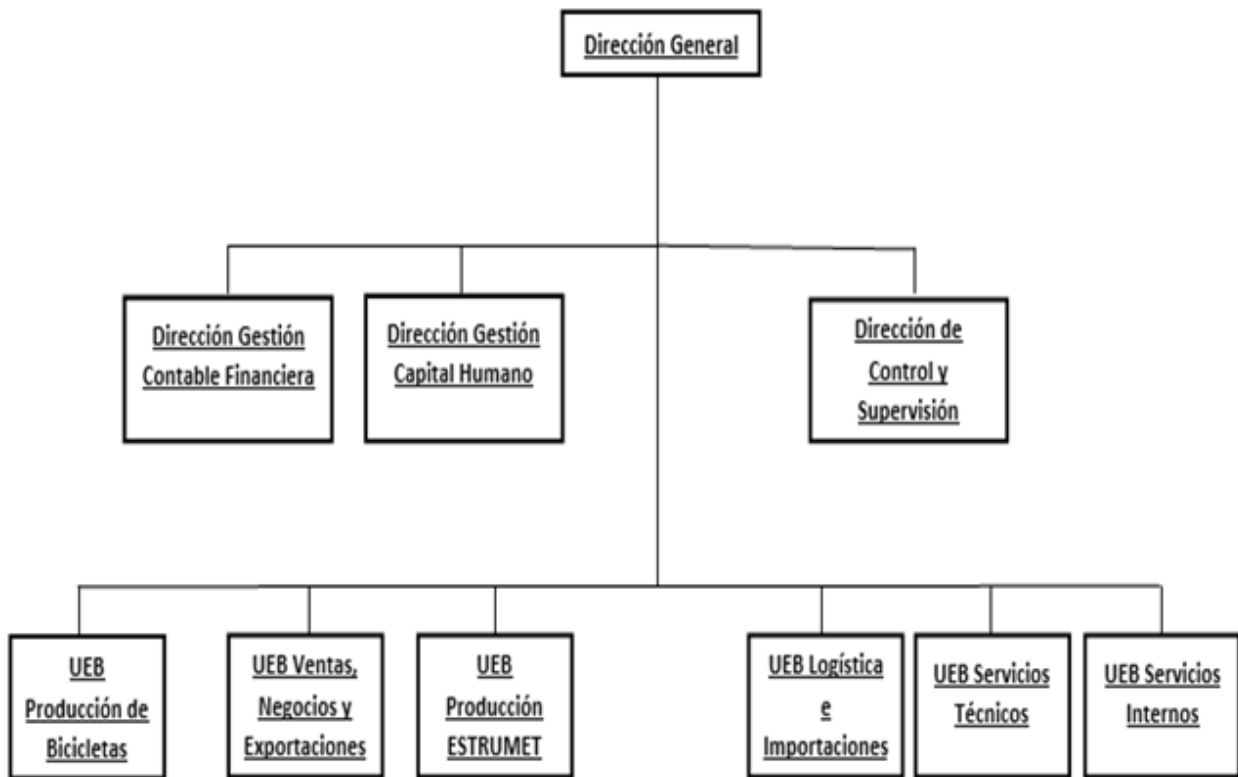 Dirección General
Dirección Gestión
Contable Financiera
Dirección Gestión
Capital Humano
Dirección de
Control y
Supervisión
UEB
Producción de
Bicicletas
UEB Ventas,
Negocios y
Exportaciones
UEB
Producción
ESTRUMET
UEB Logística
e
Importaciones
UEB Servicios
Técnicos
UEB Servicios
Internos